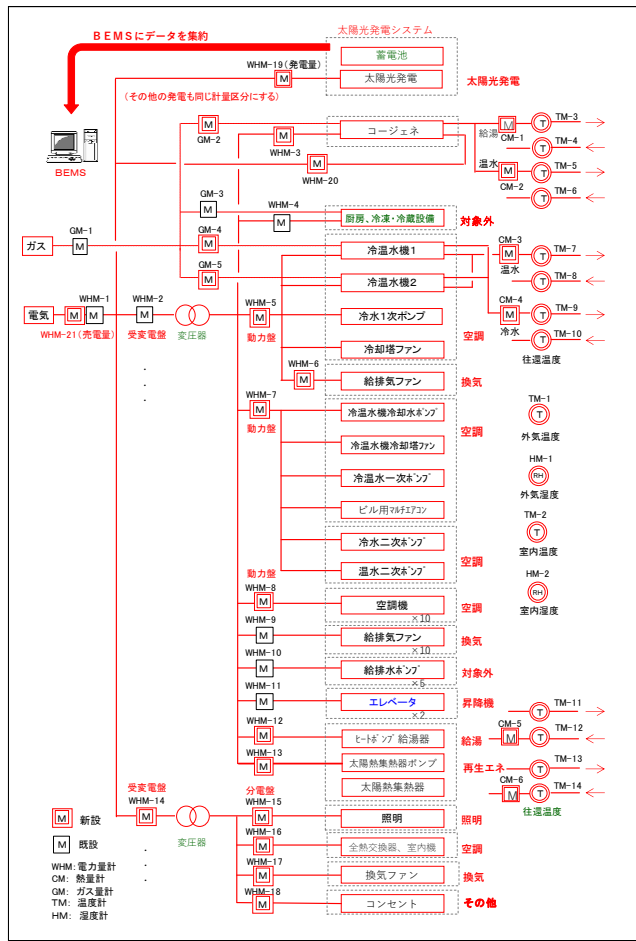 太陽光発電システム
BEMSにデータを集約
蓄電池
WHM-19(発電量)
M
太陽光発電
太陽光発電
(その他の発電も同じ計量区分にする)
BEMS
M
GM-2
M
WHM-3
M
WHM-20
コージェネ
M
給湯
T
TM-3
CM-1
T
TM-4
温水
M
T
TM-5
CM-2
T
TM-6
GM-3
M
WHM-4
M
厨房、冷凍・冷蔵設備
対象外
GM-1
ガス
M
GM-4
M
GM-5
M
冷温水機1
冷温水機2
CM-3
M
温水
T
TM-7
T
TM-8
CM-4
M
冷水
T
TM-9
T
TM-10
往還温度
電気
M
WHM-1
M
WHM-21(売電量)
WHM-2
M
受変電盤
変圧器
WHM-5
M
動力盤
冷水1次ポンプ
空調
冷却塔ファン
WHM-6
M
給排気ファン
換気
WHM-7
M
動力盤
冷温水機冷却水ポンプ
空調
冷温水機冷却塔ファン
冷温水一次ポンプ
ビル用マルチエアコン
冷水二次ポンプ
空調
温水二次ポンプ
TM-1
T
外気温度
HM-1
RH
外気湿度
TM-2
T
室内温度
HM-2
RH
室内湿度
動力盤
WHM-8
M
空調機
×10
空調
WHM-9
M
給排気ファン
×10
換気
WHM-10
M
給排水ポンプ
×5
対象外
WHM-11
M
エレベータ
×2
昇降機
T
TM-11
WHM-12
M
ヒートポンプ給湯器
給湯
CM-5
M
T
TM-12
WHM-13
M
太陽熱集熱器ポンプ
再生エネ
T
TM-13
太陽熱集熱器
CM-6
M
T
TM-14
往還温度
受変電盤
WHM-14
M
変圧器
分電盤
WHM-15
M
照明
照明
WHM-16
M
全熱交換器、室内機
空調
WHM-17
M
換気ファン
換気
WHM-18
M
コンセント
その他
M
新設
M
既設
WHM:電力量計
CM: 熱量計
GM: ガス量計
TM: 温度計
HM: 湿度計